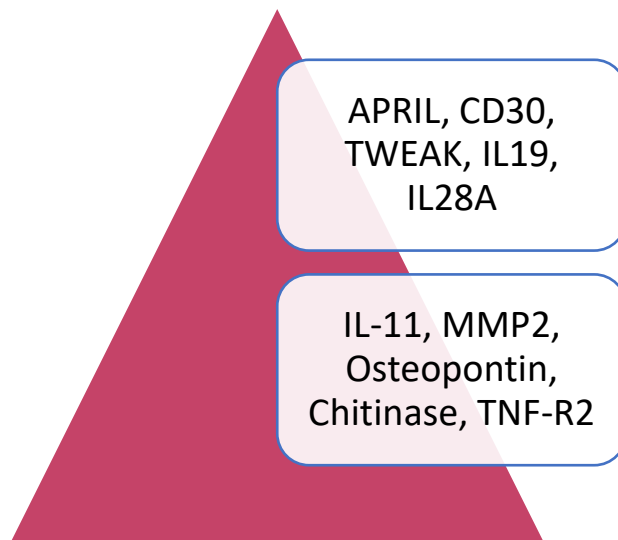 APRIL, CD30,
TWEAK, IL19,
IL28A
IL-11, MMP2,
Osteopontin,
Chitinase, TNF-R2